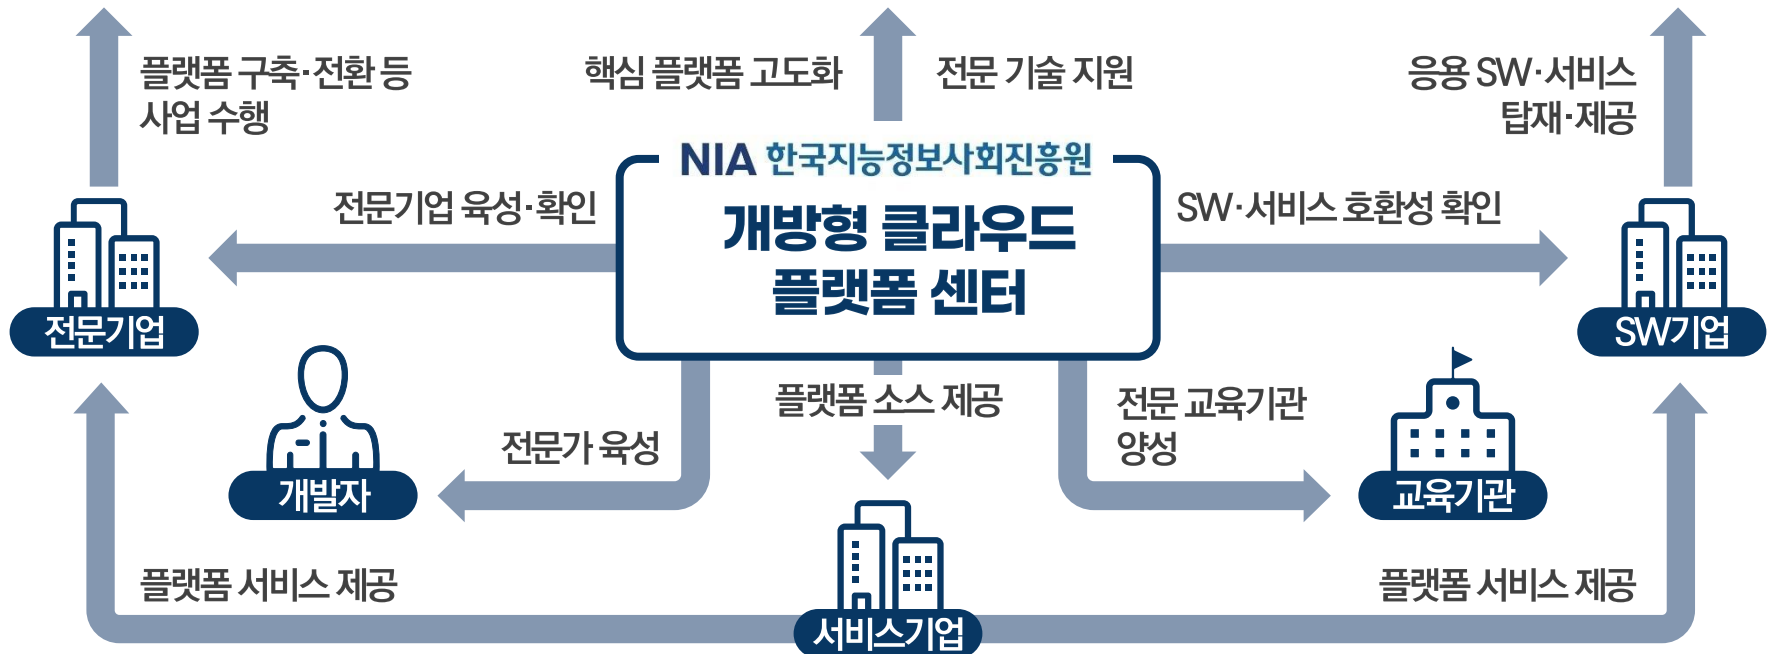 플랫폼 구축·전환 등
사업 수행
핵심 플랫폼 고도화
전문 기술 지원
응용 SW·서비스
탑재·제공
NIA 한국지능정보사회진흥원
개방형 클라우드
플랫폼 센터
전문기업 육성·확인
SW·서비스 호환성 확인
전문기업
SW기업
플랫폼 소스 제공
전문가 육성
전문 교육기관
양성
개발자
교육기관
플랫폼 서비스 제공
플랫폼 서비스 제공
서비스기업